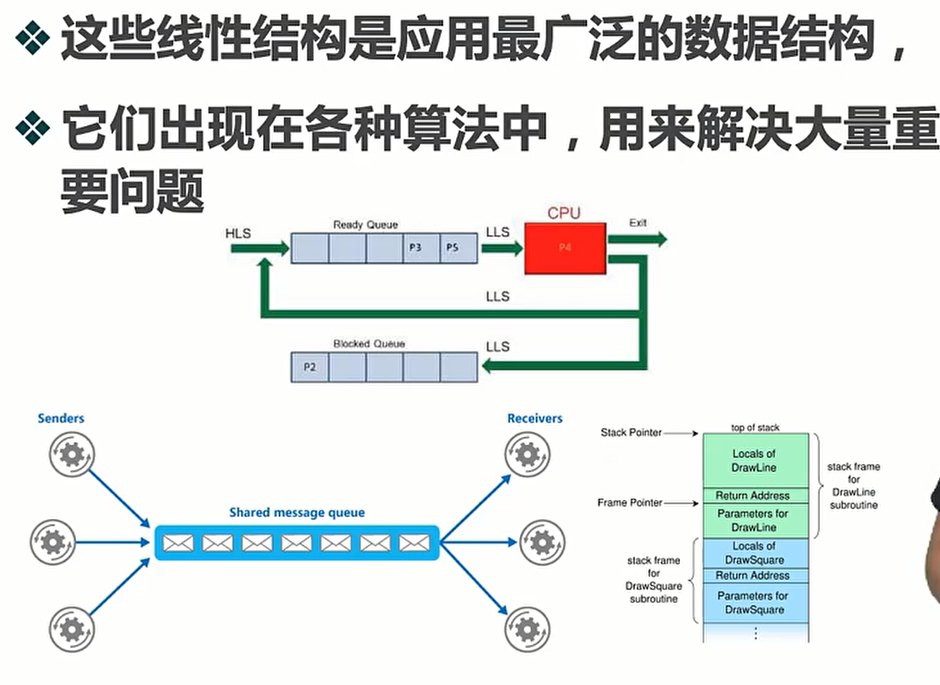 这些线性结构是应用最广泛的数据结构，
它们出现在各种算法中，用来解决大量重
要问题
CPU
Ready Queue
HLS
P3
P5
LLS
P4
Exit
LLS
Blocked Queue
P2
LLS
Senders
Receivers
Shared message queue
Stack Pointer
top of stack
Locals of
DrawLine
Return Address
Frame Pointer
Parameters for
DrawLine
stack frame
for
DrawLine
subroutine
Locals of
DrawSquare
Return Address
Parameters for
DrawSquare
stack frame
for
DrawSquare
subroutine
⋮